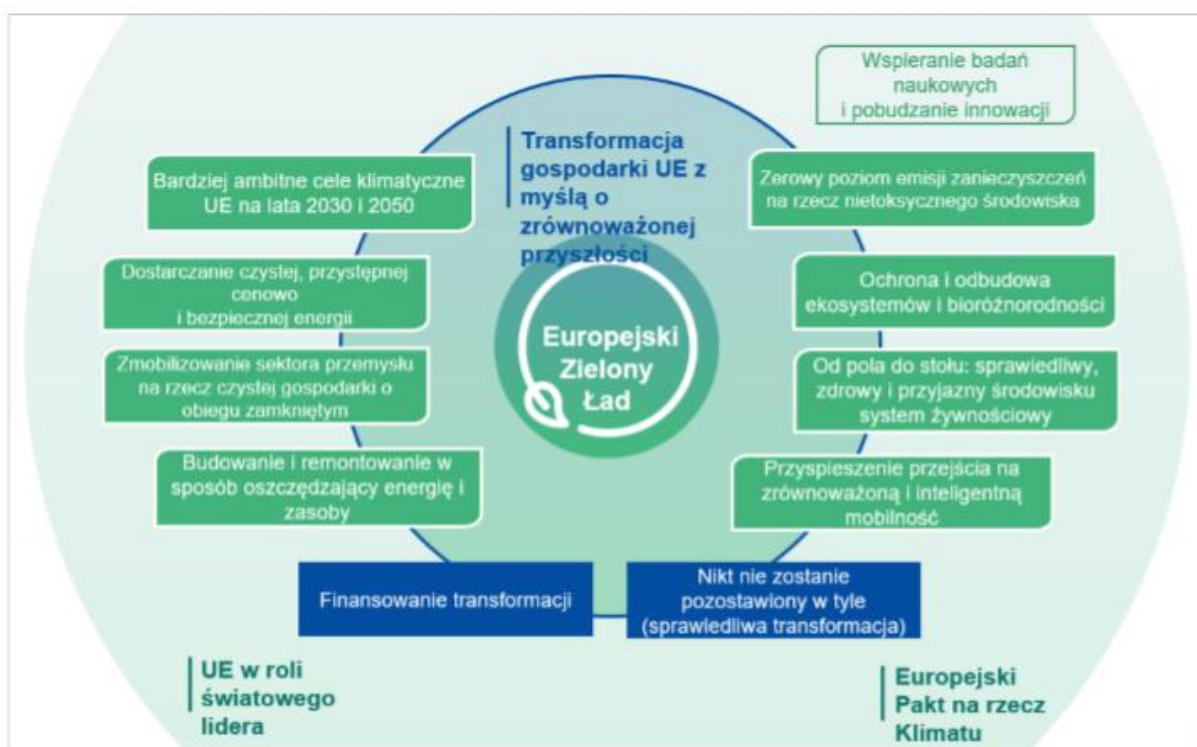 Wspieranie badań
naukowych
i pobudzanie innowacji
Transformacja
gospodarki UE z
myślą o
zrównoważonej
przyszłości
Bardziej ambitne cele klimatyczne
UE na lata 2030 i 2050
Zerowy poziom emisji zanieczyszczeń
na rzecz nietoksycznego środowiska
Dostarczanie czystej, przystępnej
cenowo
i bezpiecznej energii
Ochrona i odbudowa
ekosystemów i bioróżnorodności
Europejski
Zielony
Ład
Zmobilizowanie sektora przemysłu
na rzecz czystej gospodarki o
obiegu zamkniętym
Od pola do stołu: sprawiedliwy,
zdrowy i przyjazny środowisku
system żywnościowy
Budowanie i remontowanie w
sposób oszczędzający energię i
zasoby
Przyspieszenie przejścia na
zrównoważoną i inteligentną
mobilność
Finansowanie transformacji
Nikt nie zostanie
pozostawiony w tyle
(sprawiedliwa transformacja)
UE w roli
światowego
lidera
Europejski
Pakt na rzecz
Klimatu